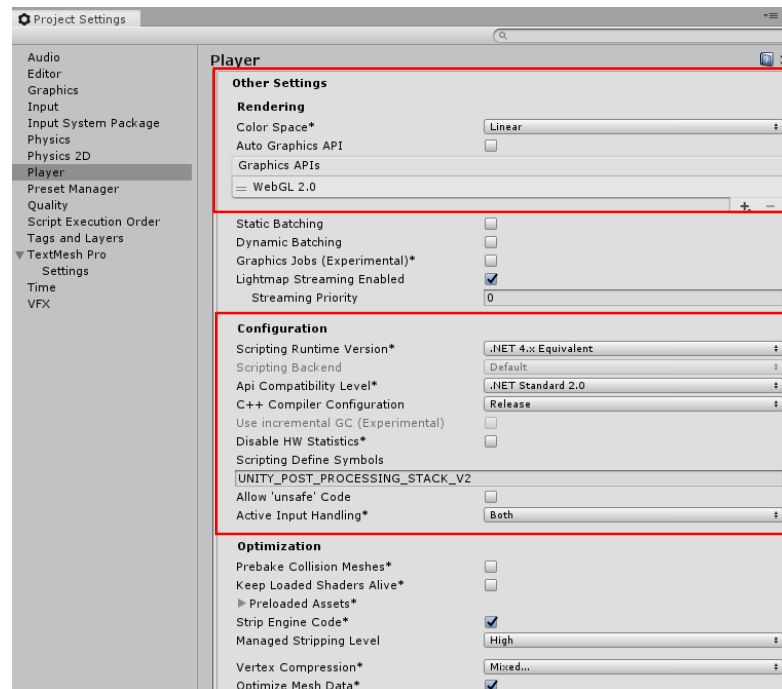 Project Settings
Audio
Editor
Graphics
Input
Input System Package
Physics
Physics 2D
Player
Preset Manager
Quality
Script Execution Order
Tags and Layers
TextMesh Pro
Settings
Time
VFX
Player
Other Settings
Rendering
Color Space* Linear
Auto Graphics API
Graphics APIs
WebGL 2.0
Static Batching
Dynamic Batching
Graphics Jobs (Experimental)*
Lightmap Streaming Enabled
Streaming Priority 0
Configuration
Scripting Runtime Version* .NET 4.x Equivalent
Scripting Backend Default
Api Compatibility Level* .NET Standard 2.0
C++ Compiler Configuration Release
Use incremental GC (Experimental)
Disable HW Statistics*
Scripting Define Symbols
UNITY_POST_PROCESSING_STACK_V2
Allow 'unsafe' Code
Active Input Handling* Both
Optimization
Prebake Collision Meshes*
Keep Loaded Shaders Alive*
Preloaded Assets*
Strip Engine Code*
Managed Stripping Level High
Vertex Compression* Mixed...
Optimize Mesh Data*